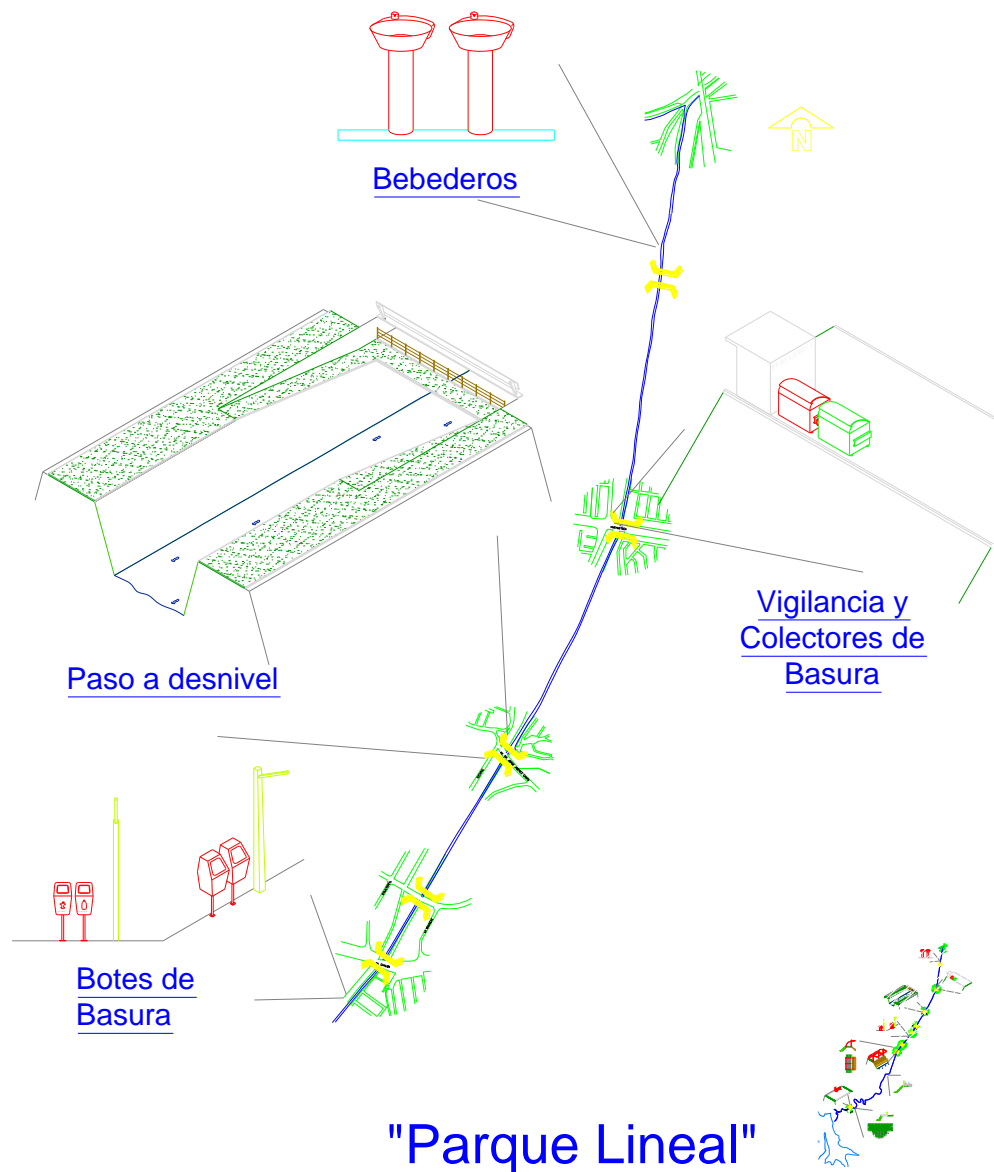 Bebederos
N
Vigilancia y
Colectores de
Basura
Paso a desnivel
Botes de
Basura
"Parque Lineal"